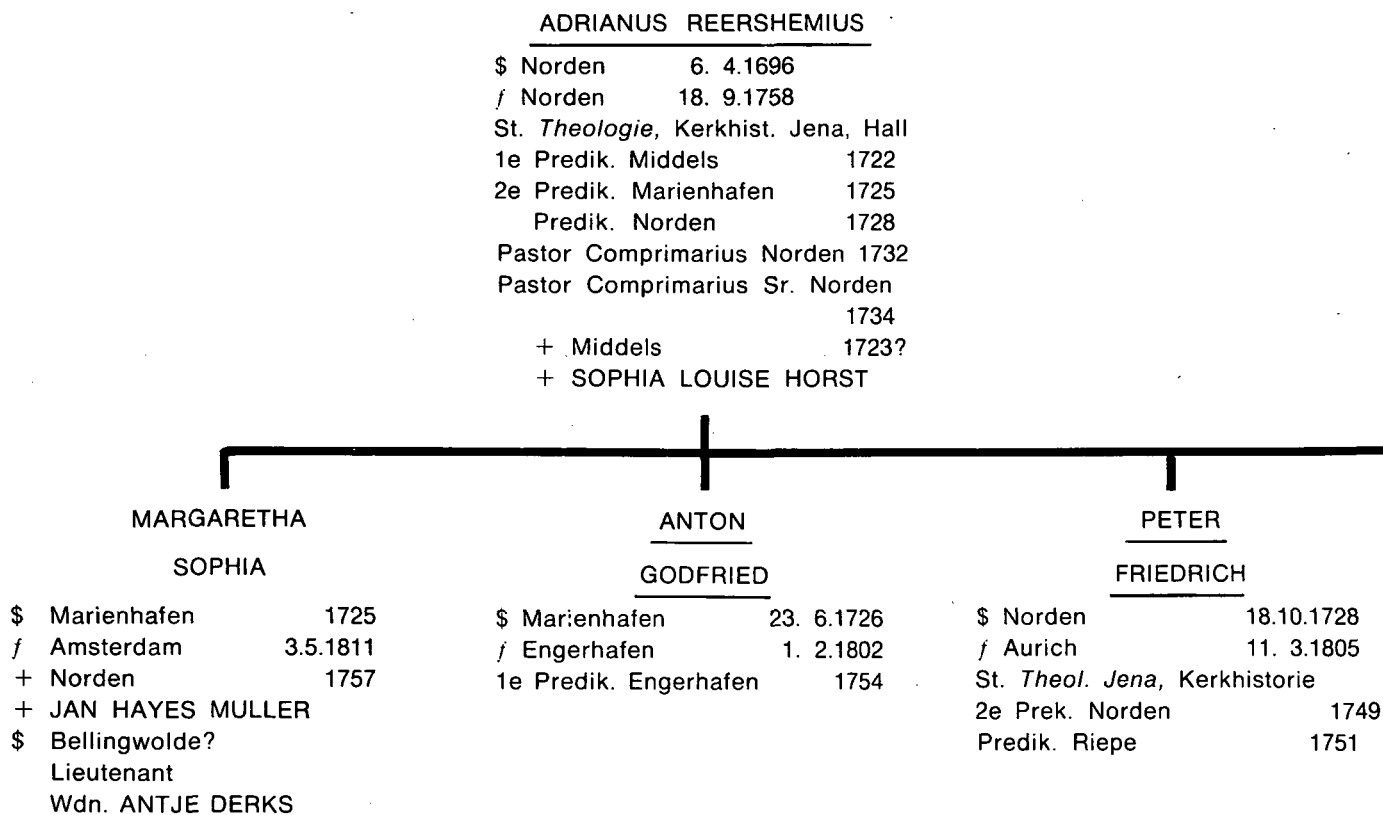 ADRIANUS REERSHEMIUS
$ Norden 6. 4.1696
ƒ Norden 18. 9.1758
St. Theologie, Kerkhist. Jena, Hall
1e Predik. Middels 1722
2e Predik. Marienhafen 1725
Predik. Norden 1728
Pastor Comprimarius Norden 1732
Pastor Comprimarius Sr. Norden
1734
+ Middels 1723?
+ SOPHIA LOUISE HORST
MARGARETHA
SOPHIA
$ Marienhafen 1725
ƒ Amsterdam 3.5.1811
+ Norden 1757
+ JAN HAYES MULLER
$ Bellingwolde?
Lieutenant
Wdn. ANTJE DERKS
ANTON
GODFRIED
$ Marienhafen 23. 6.1726
ƒ Engerhafen 1. 2.1802
1e Predik. Engerhafen 1754
PETER
FRIEDRICH
$ Norden 18.10.1728
ƒ Aurich 11. 3.1805
St. Theol. Jena, Kerkhistorie
2e Prek. Norden 1749
Predik. Riepe 1751